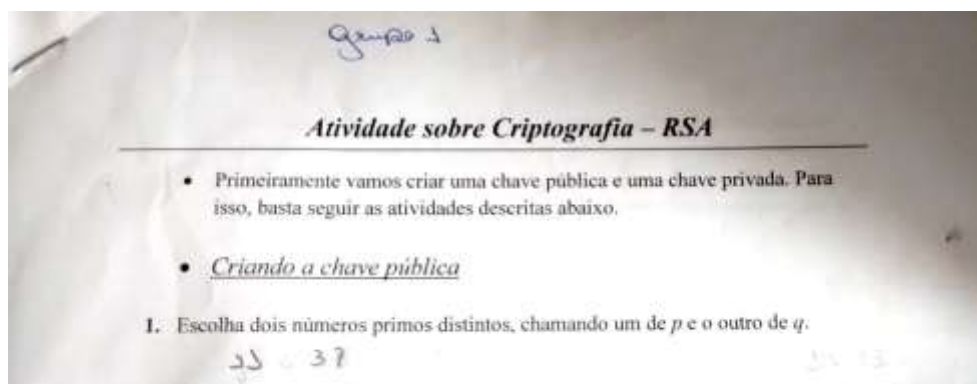 Grupo 1
Atividade sobre Criptografia – RSA
• Primeiramente vamos criar uma chave pública e uma chave privada. Para
isso, basta seguir as atividades descritas abaixo.
• Criando a chave pública
1. Escolha dois números primos distintos, chamando um de p e o outro de q.
37